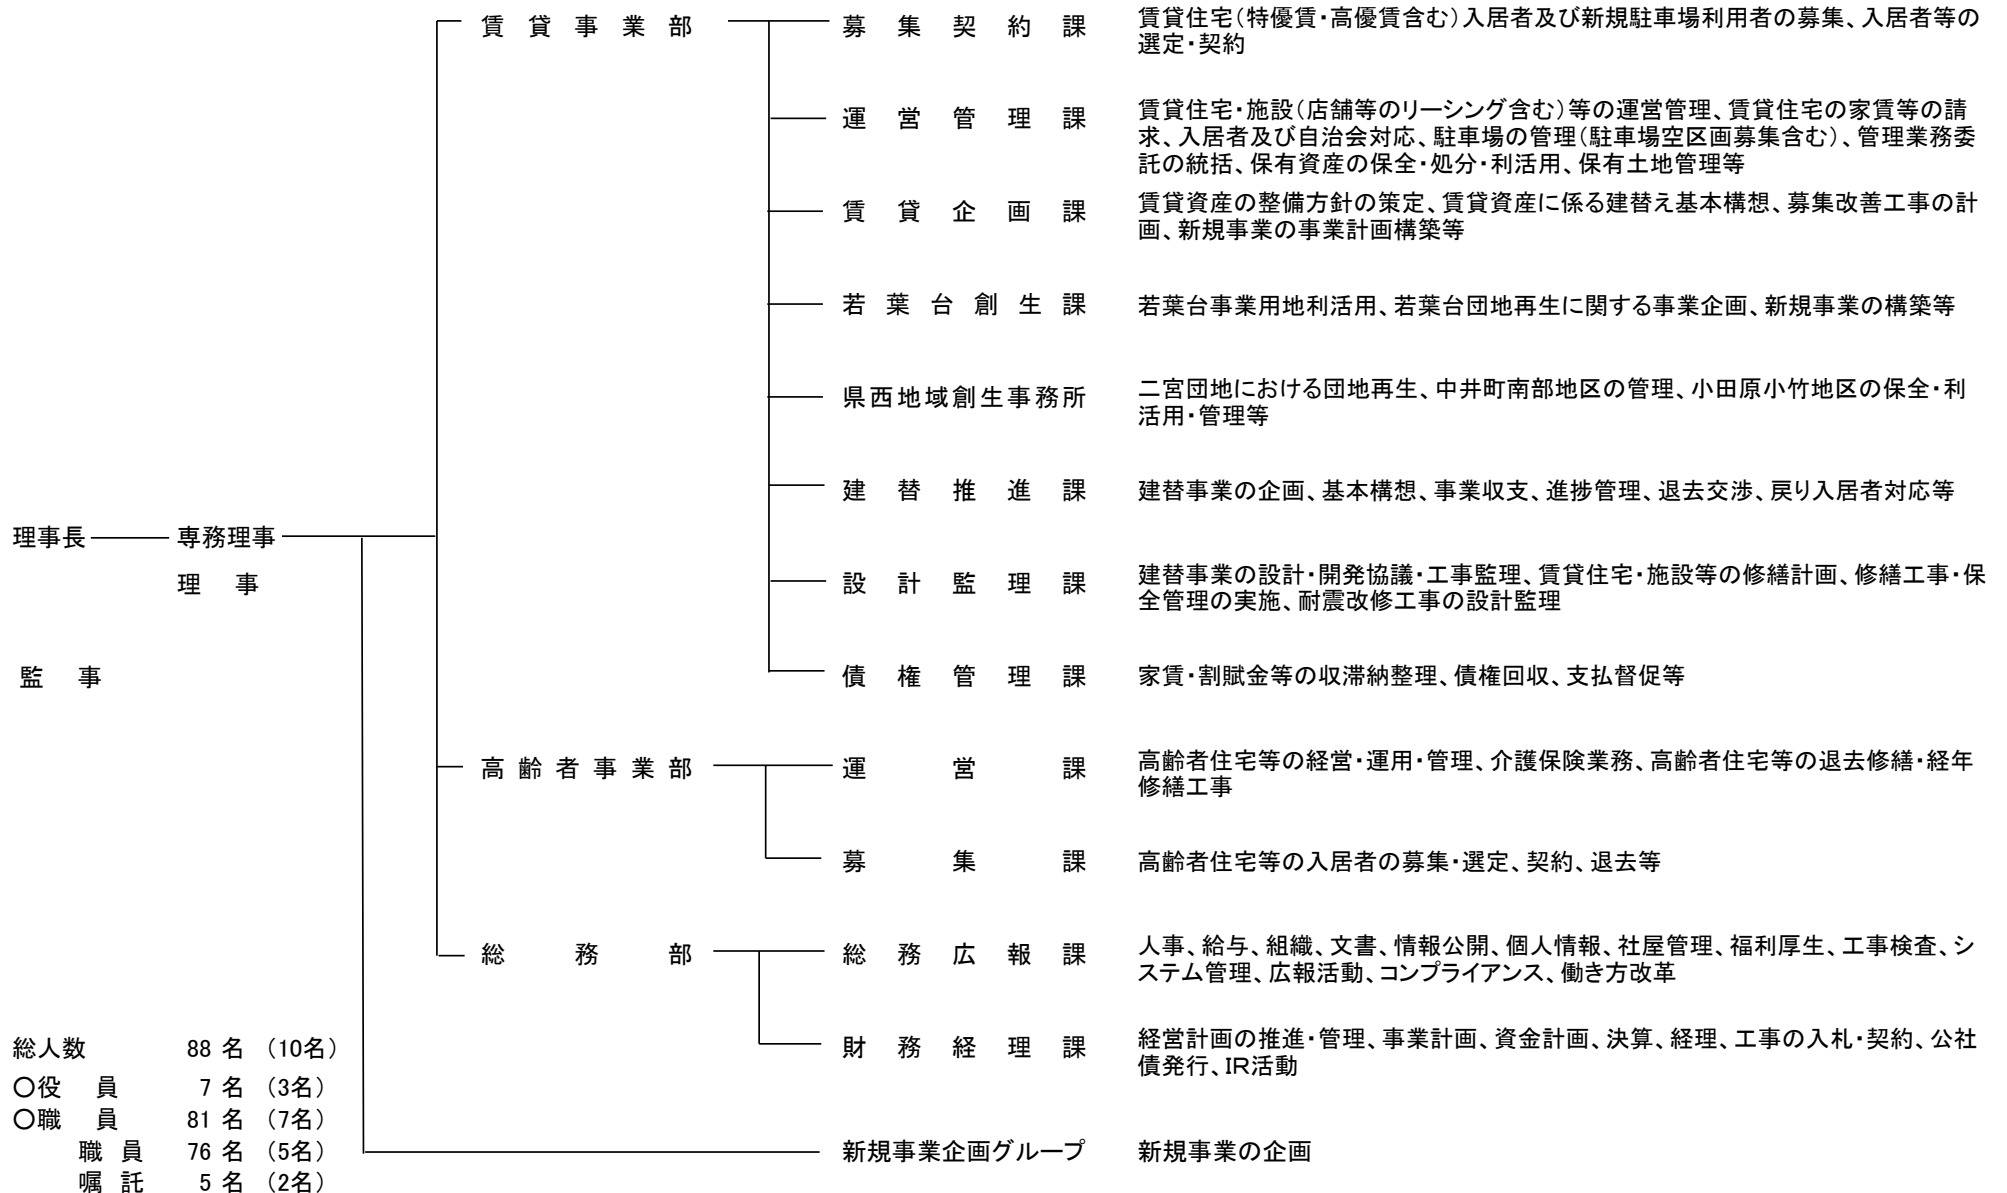 賃貸事業部
募集契約課
賃貸住宅（特優賃・高優賃含む）入居者及び新規駐車場利用者の募集、入居者等の
選定・契約
運営管理課
賃貸住宅・施設（店舗等のリーシング含む）等の運営管理、賃貸住宅の家賃等の請
求、入居者及び自治会対応、駐車場の管理（駐車場空区画募集含む）、管理業務委
託の統括、保有資産の保全・処分・利活用、保有土地管理等
賃貸企画課
賃貸資産の整備方針の策定、賃貸資産に係る建替え基本構想、募集改善工事の計
画、新規事業の事業計画構築等
若葉台創生課
若葉台事業用地利活用、若葉台団地再生に関する事業企画、新規事業の構築等
県西地域創生事務所
二宮団地における団地再生、中井町南部地区の管理、小田原小竹地区の保全・利
活用・管理等
建替推進課
建替事業の企画、基本構想、事業収支、進捗管理、退去交渉、戻り入居者対応等
理事長
専務理事
理事
設計監理課
建替事業の設計・開発協議・工事監理、賃貸住宅・施設等の修繕計画、修繕工事・保
全管理の実施、耐震改修工事の設計監理
監事
債権管理課
家賃・割賦金等の収滞納整理、債権回収、支払督促等
高齢者事業部
運営課
高齢者住宅等の経営・運用・管理、介護保険業務、高齢者住宅等の退去修繕・経年
修繕工事
募集課
高齢者住宅等の入居者の募集・選定、契約、退去等
総務部
総務広報課
人事、給与、組織、文書、情報公開、個人情報、社屋管理、福利厚生、工事検査、シ
ステム管理、広報活動、コンプライアンス、働き方改革
財務経理課
経営計画の推進・管理、事業計画、資金計画、決算、経理、工事の入札・契約、公社
債発行、IR活動
新規事業企画グループ
新規事業の企画
総人数 88 名 （10名）
○役員 7 名 （3名）
○職員 81 名 （7名）
職員 76 名 （5名）
嘱託 5 名 （2名）